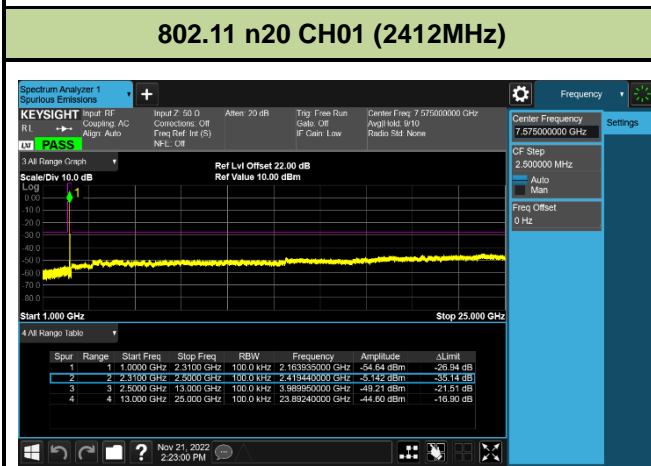 802.11 n20 CH01 (2412MHz)
Spectrum Analyzer 1
Spurious Emissions
+
Frequency
KEYSIGHT Input: RF Input Z: 50 Ω Atten: 20 dB Trig: Free Run Center Freq: 7.575000000 GHz
RL Coupling: AC Corrections: Off Gate: Off Avg|Hold: 9/10
Align: Auto Freq Ref: Int (S) IF Gain: Low Radio Std: None
LXI PASS NFE: Off
Center Frequency
7.575000000 GHz
Settings
CF Step
2.500000 MHz
Auto
Man
Freq Offset
0 Hz
3 All Range Graph
Ref Lvl Offset 22.00 dB
Scale/Div 10.0 dB Ref Value 10.00 dBm
Log
1
0.00
-10.0
-20.0
-30.0
-40.0
-50.0
-60.0
-70.0
-80.0
Start 1.000 GHz Stop 25.000 GHz
4 All Range Table
Spur Range Start Freq Stop Freq RBW Frequency Amplitude ΔLimit
1 1 1.0000 GHz 2.3100 GHz 100.0 kHz 2.163935000 GHz -54.64 dBm -26.94 dB
2 2 2.3100 GHz 2.5000 GHz 100.0 kHz 2.419440000 GHz -5.142 dBm -35.14 dB
3 3 2.5000 GHz 13.000 GHz 100.0 kHz 3.989950000 GHz -49.21 dBm -21.51 dB
4 4 13.000 GHz 25.000 GHz 100.0 kHz 23.89240000 GHz -44.60 dBm -16.90 dB
?
Nov 21, 2022
2:23:00 PM